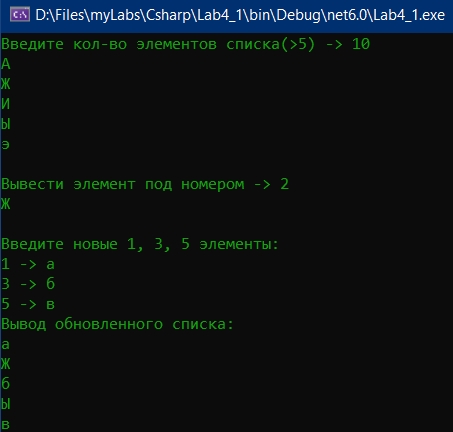 D:\Files\myLabs\Csharp\Lab4_1\bin\Debug\net6.0\Lab4_1.exe
Введите кол-во элементов списка(>5) -> 10
А
Ж
И
Ы
э
Вывести элемент под номером -> 2
Ж
Введите новые 1, 3, 5 элементы:
1 -> а
3 -> б
5 -> в
Вывод обновленного списка:
а
Ж
б
Ы
в